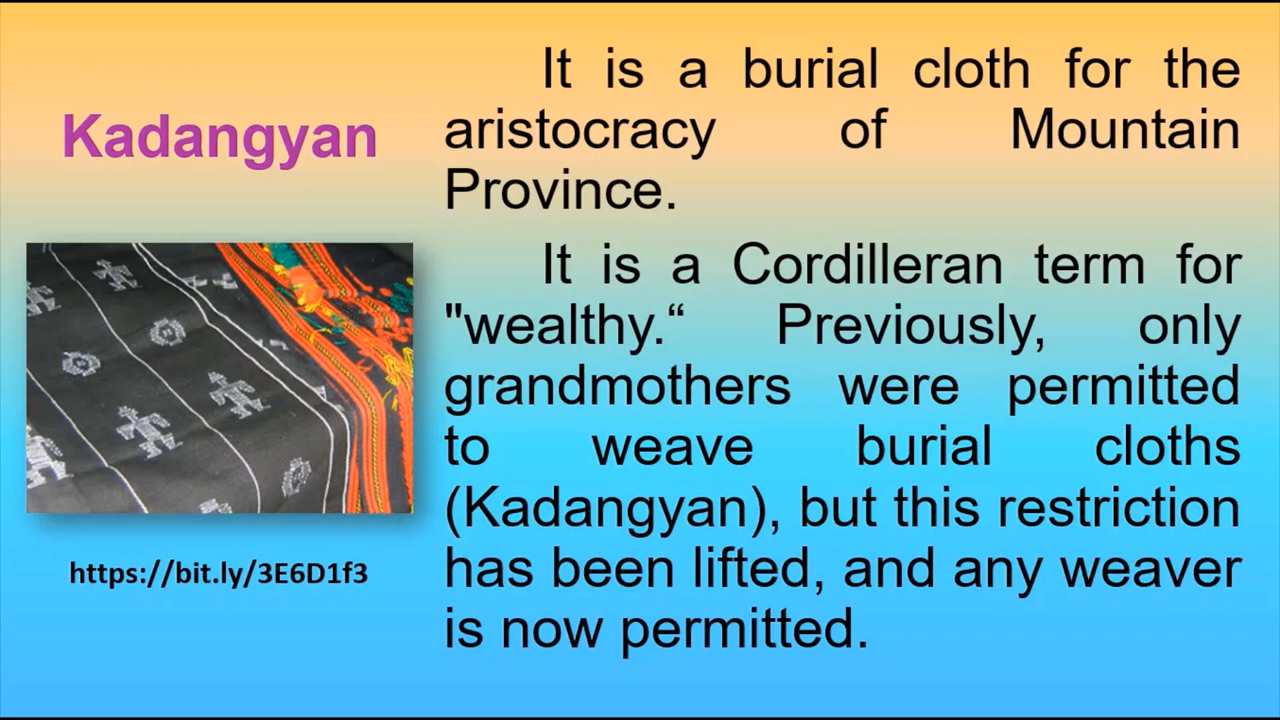 Kadangyan
https://bit.ly/3E6D1f3
It is a burial cloth for the
aristocracy of Mountain
Province.
It is a Cordilleran term for
"wealthy.“ Previously, only
grandmothers were permitted
to weave burial cloths
(Kadangyan), but this restriction
has been lifted, and any weaver
is now permitted.